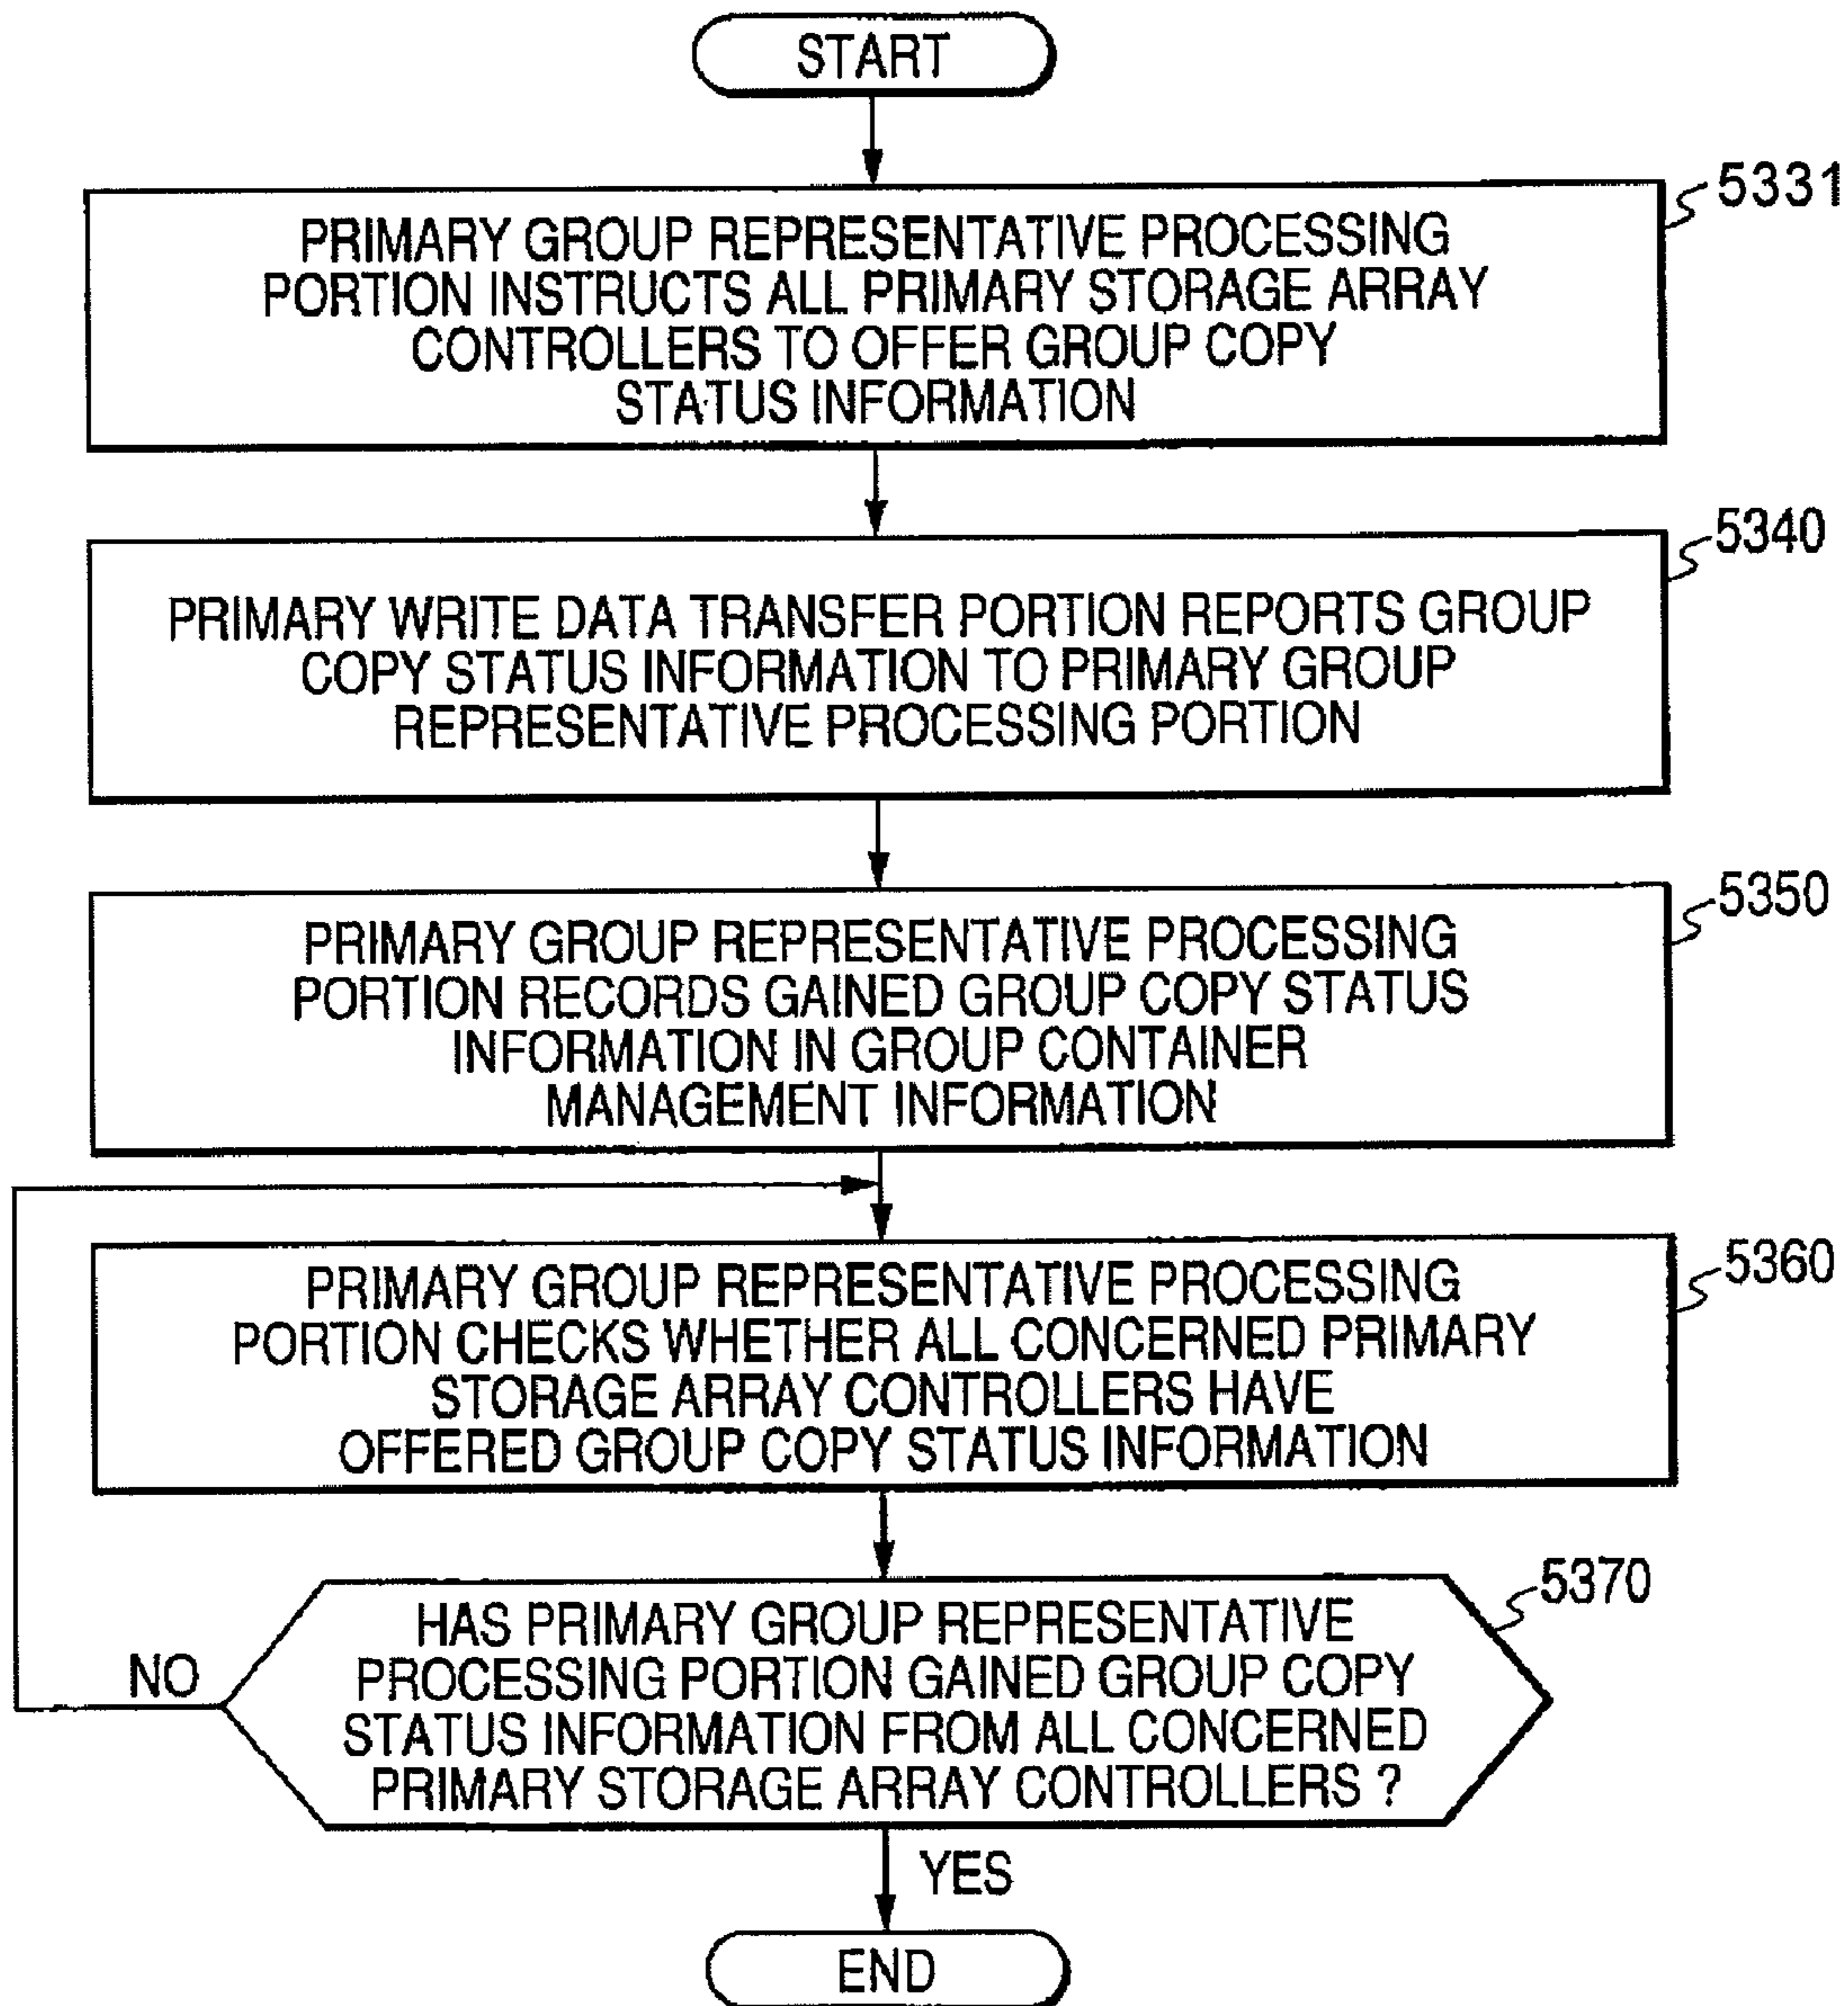 START
5331
PRIMARY GROUP REPRESENTATIVE PROCESSING
PORTION INSTRUCTS ALL PRIMARY STORAGE ARRAY
CONTROLLERS TO OFFER GROUP COPY
STATUS INFORMATION
5340
PRIMARY WRITE DATA TRANSFER PORTION REPORTS GROUP
COPY STATUS INFORMATION TO PRIMARY GROUP
REPRESENTATIVE PROCESSING PORTION
5350
PRIMARY GROUP REPRESENTATIVE PROCESSING
PORTION RECORDS GAINED GROUP COPY STATUS
INFORMATION IN GROUP CONTAINER
MANAGEMENT INFORMATION
5360
PRIMARY GROUP REPRESENTATIVE PROCESSING
PORTION CHECKS WHETHER ALL CONCERNED PRIMARY
STORAGE ARRAY CONTROLLERS HAVE
OFFERED GROUP COPY STATUS INFORMATION
5370
HAS PRIMARY GROUP REPRESENTATIVE
PROCESSING PORTION GAINED GROUP COPY
STATUS INFORMATION FROM ALL CONCERNED
PRIMARY STORAGE ARRAY CONTROLLERS ?
NO
YES
END